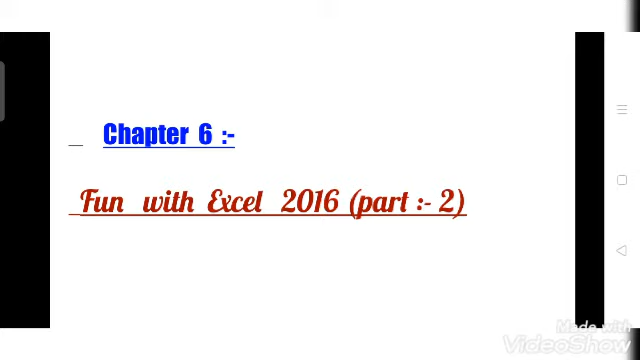 Chapter 6 :-
Fun with Excel 2016 (part :- 2)
Made with
VideoShow